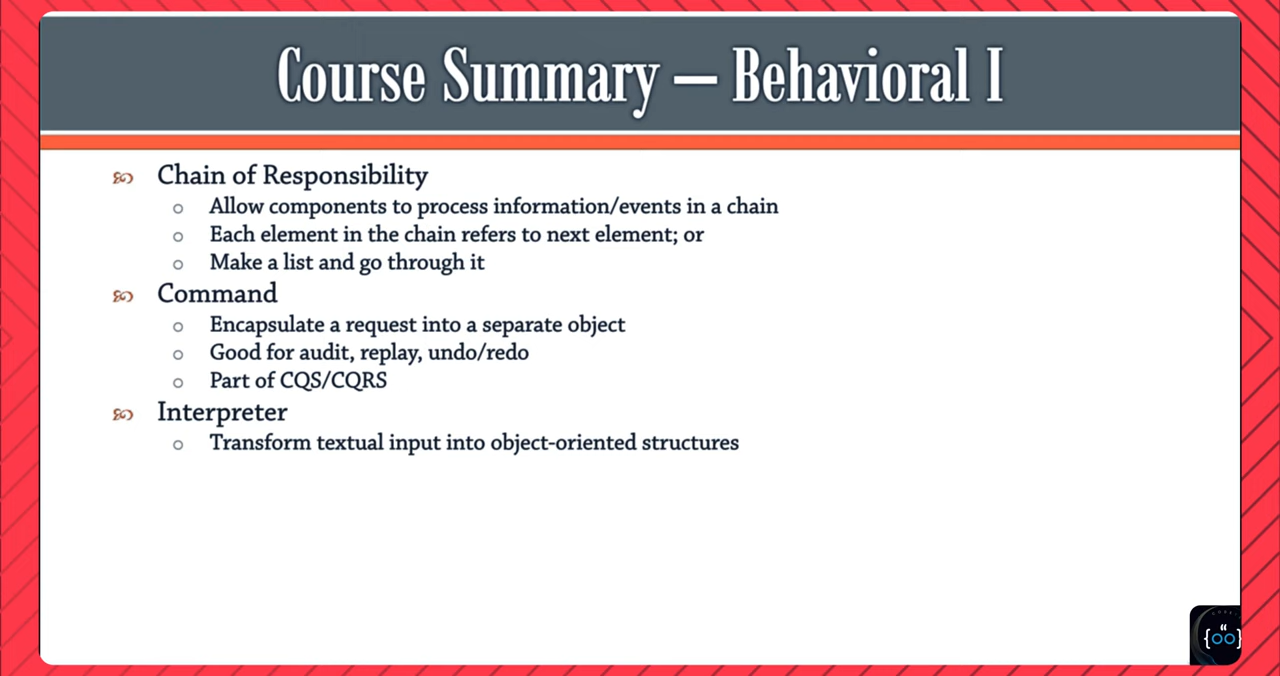 Course Summary — Behavioral I
Chain of Responsibility
Allow components to process information/events in a chain
Each element in the chain refers to next element; or
Make a list and go through it
Command
Encapsulate a request into a separate object
Good for audit, replay, undo/redo
Part of CQS/CQRS
Interpreter
Transform textual input into object-oriented structures